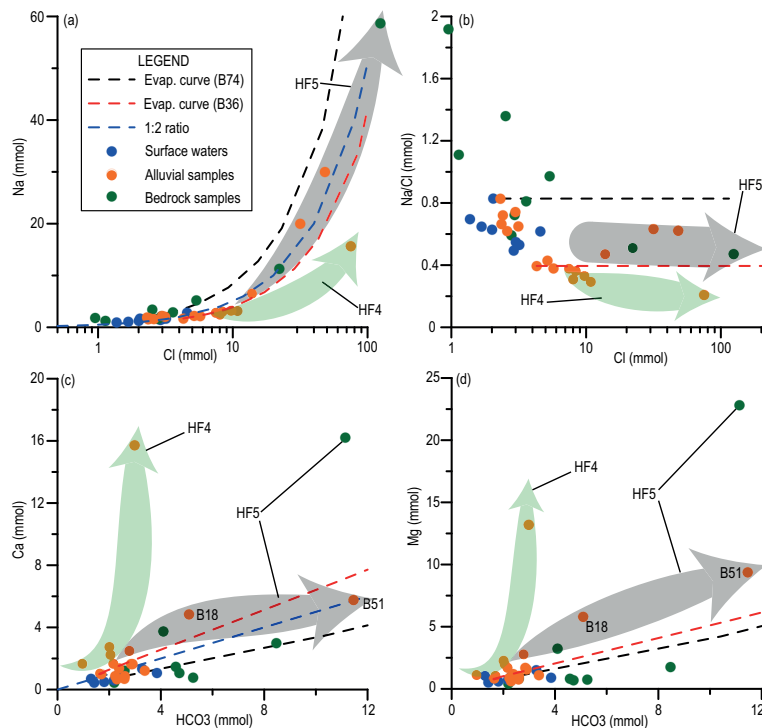 (a)
60
40
20
0
Na (mmol)
LEGEND
Evap. curve (B74)
Evap. curve (B36)
1:2 ratio
Surface waters
Alluvial samples
Bedrock samples
HF5
HF4
1
10
100
Cl (mmol)
(b)
2
1.6
1.2
0.8
0.4
0
Na/Cl (mmol)
HF5
HF4
1
10
100
Cl (mmol)
(c)
20
16
12
8
4
0
Ca (mmol)
HF4
HF5
B18
B51
0
4
8
12
HCO3 (mmol)
(d)
25
20
15
10
5
0
Mg (mmol)
HF4
HF5
B18
B51
0
4
8
12
HCO3 (mmol)